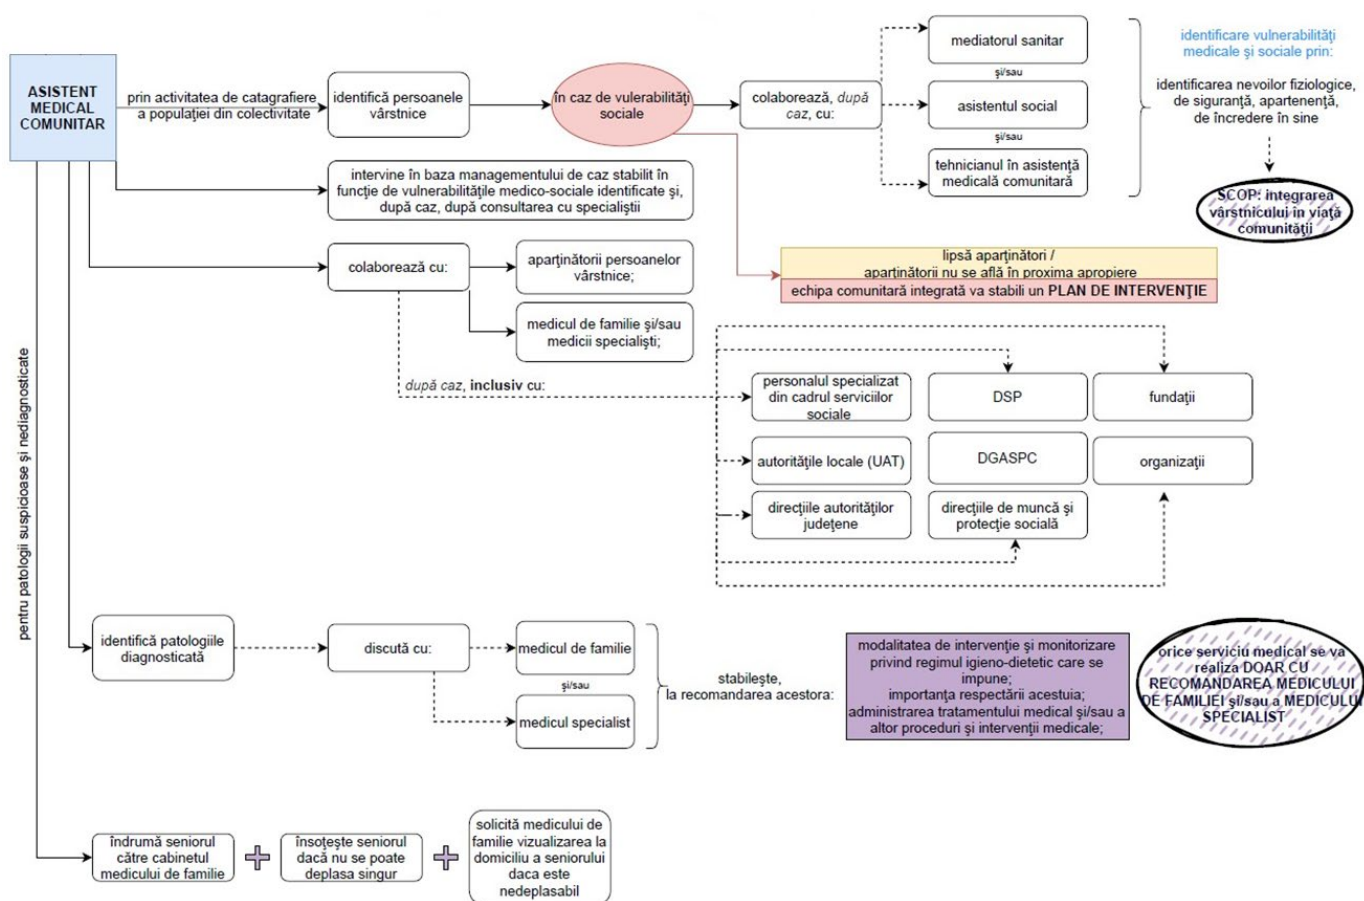 ASISTENT
MEDICAL
COMUNITAR
prin activitatea de catagrafiere
a populației din colectivitate
identifică persoanele
vârstnice
în caz de vulerabilități
sociale
colaborează, după
caz, cu:
mediatorul sanitar
și/sau
asistentul social
și/sau
tehnicianul în asistență
medicală comunitară
identificare vulnerabilități
medicale și sociale prin:
identificarea nevoilor fiziologice,
de siguranță, apartenență,
de încredere în sine
SCOP: integrarea
vârstnicului în viață
comunității
intervine în baza managementului de caz stabilit în
funcție de vulnerabilitățile medico-sociale identificate și,
după caz, după consultarea cu specialiștii
colaborează cu:
aparținătorii persoanelor
vârstnice;
medicul de familie și/sau
medicii specialiști;
lipsă aparținători /
aparținătorii nu se află în proxima apropiere
echipa comunitară integrată va stabili un PLAN DE INTERVENȚIE
după caz, inclusiv cu:
personalul specializat
din cadrul serviciilor
sociale
DSP
fundații
autoritățile locale (UAT)
DGASPC
organizații
direcțiile autorităților
județene
direcțiile de muncă și
protecție socială
pentru patologii suspicioase și nediagnosticate
identifică patologiile
diagnosticată
discută cu:
medicul de familie
și/sau
medicul specialist
stabilește,
la recomandarea acestora:
modalitatea de intervenție și monitorizare
privind regimul igieno-dietetic care se
impune;
importanța respectării acestuia;
administrarea tratamentului medical și/sau a
altor proceduri și intervenții medicale;
orice serviciu medical se va
realiza DOAR CU
RECOMANDAREA MEDICULUI
DE FAMILIEI și/sau a MEDICULUI
SPECIALIST
îndrumă seniorul
către cabinetul
medicului de familie
însoțește seniorul
dacă nu se poate
deplasa singur
solicită medicului de
familie vizualizarea la
domiciliu a seniorului
daca este
nedeplasabil